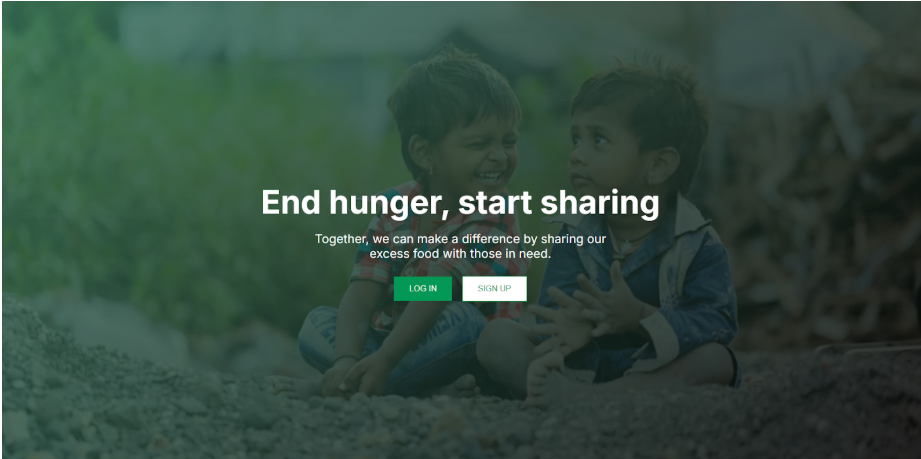 End hunger, start sharing
Together, we can make a difference by sharing our
excess food with those in need.
LOG IN
SIGN UP